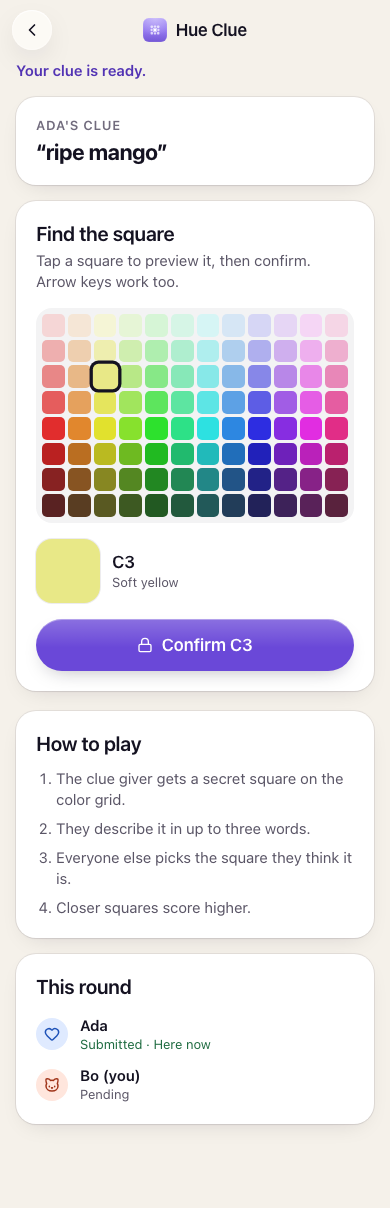 Hue Clue
Your clue is ready.
ADA'S CLUE
“ripe mango”
Find the square
Tap a square to preview it, then confirm.
Arrow keys work too.
C3
Soft yellow
Confirm C3
How to play
1. The clue giver gets a secret square on the
color grid.
2. They describe it in up to three words.
3. Everyone else picks the square they think it
is.
4. Closer squares score higher.
This round
Ada
Submitted · Here now
Bo (you)
Pending